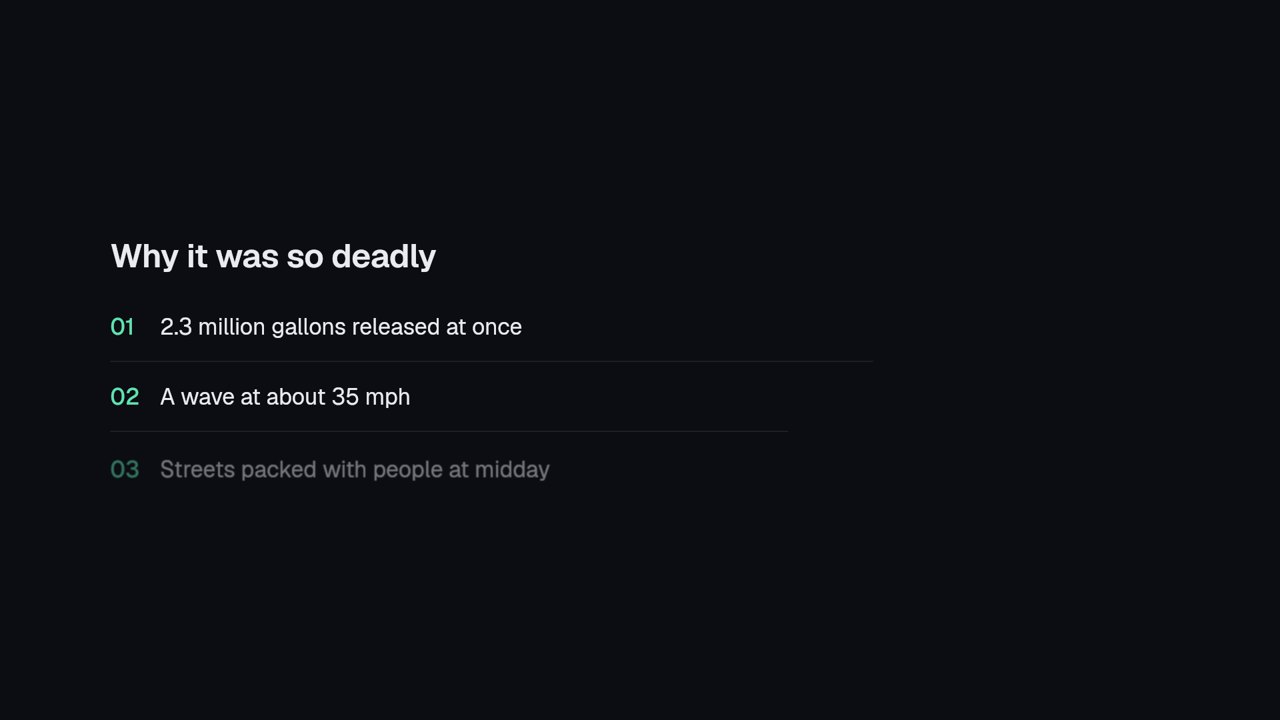 Why it was so deadly
01 2.3 million gallons released at once
02 A wave at about 35 mph
03 Streets packed with people at midday